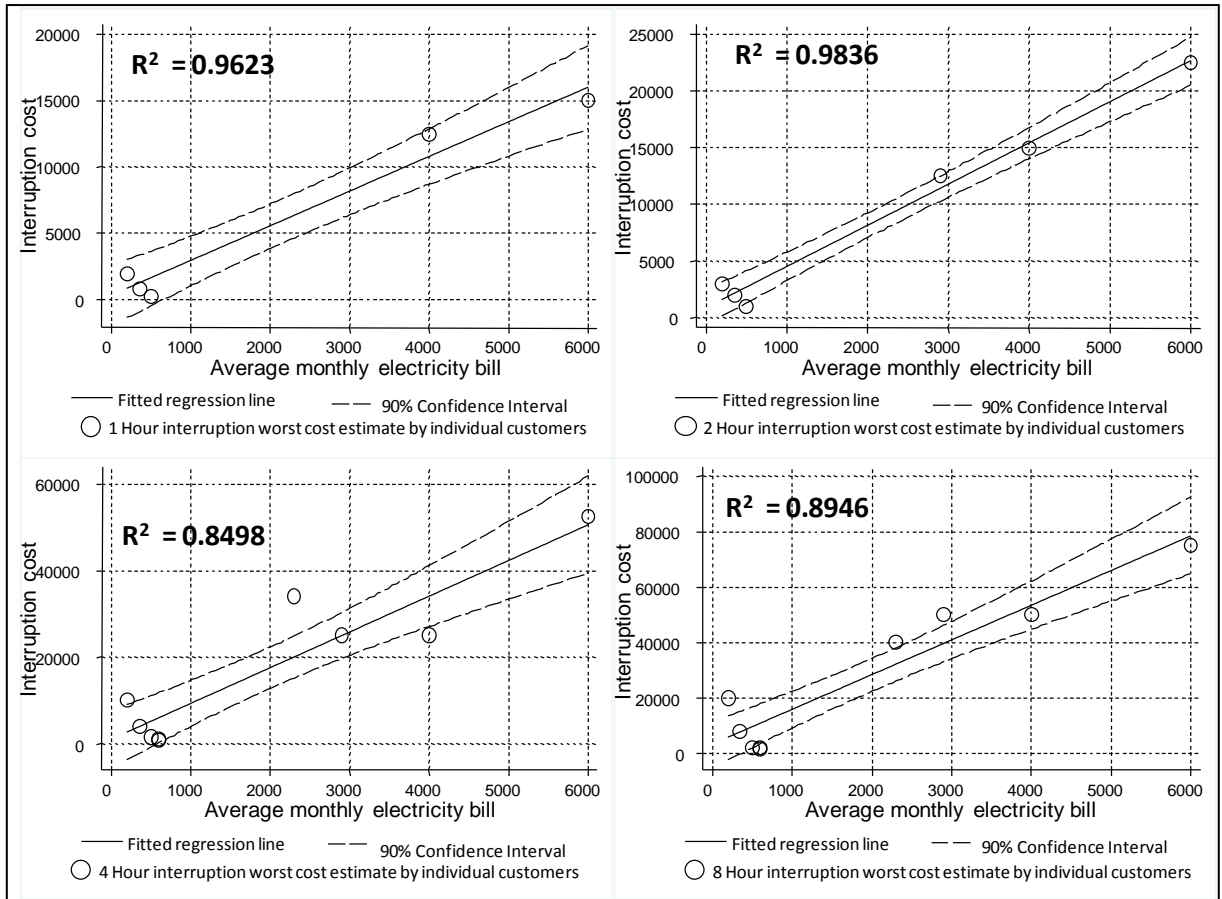 R² = 0.9623
Interruption cost
20000
15000
10000
5000
0
0 1000 2000 3000 4000 5000 6000
Average monthly electricity bill
Fitted regression line 90% Confidence Interval
1 Hour interruption worst cost estimate by individual customers
R² = 0.9836
Interruption cost
25000
20000
15000
10000
5000
0
0 1000 2000 3000 4000 5000 6000
Average monthly electricity bill
Fitted regression line 90% Confidence Interval
2 Hour interruption worst cost estimate by individual customers
R² = 0.8498
Interruption cost
60000
40000
20000
0
0 1000 2000 3000 4000 5000 6000
Average monthly electricity bill
Fitted regression line 90% Confidence Interval
4 Hour interruption worst cost estimate by individual customers
R² = 0.8946
Interruption cost
100000
80000
60000
40000
20000
0
0 1000 2000 3000 4000 5000 6000
Average monthly electricity bill
Fitted regression line 90% Confidence Interval
8 Hour interruption worst cost estimate by individual customers